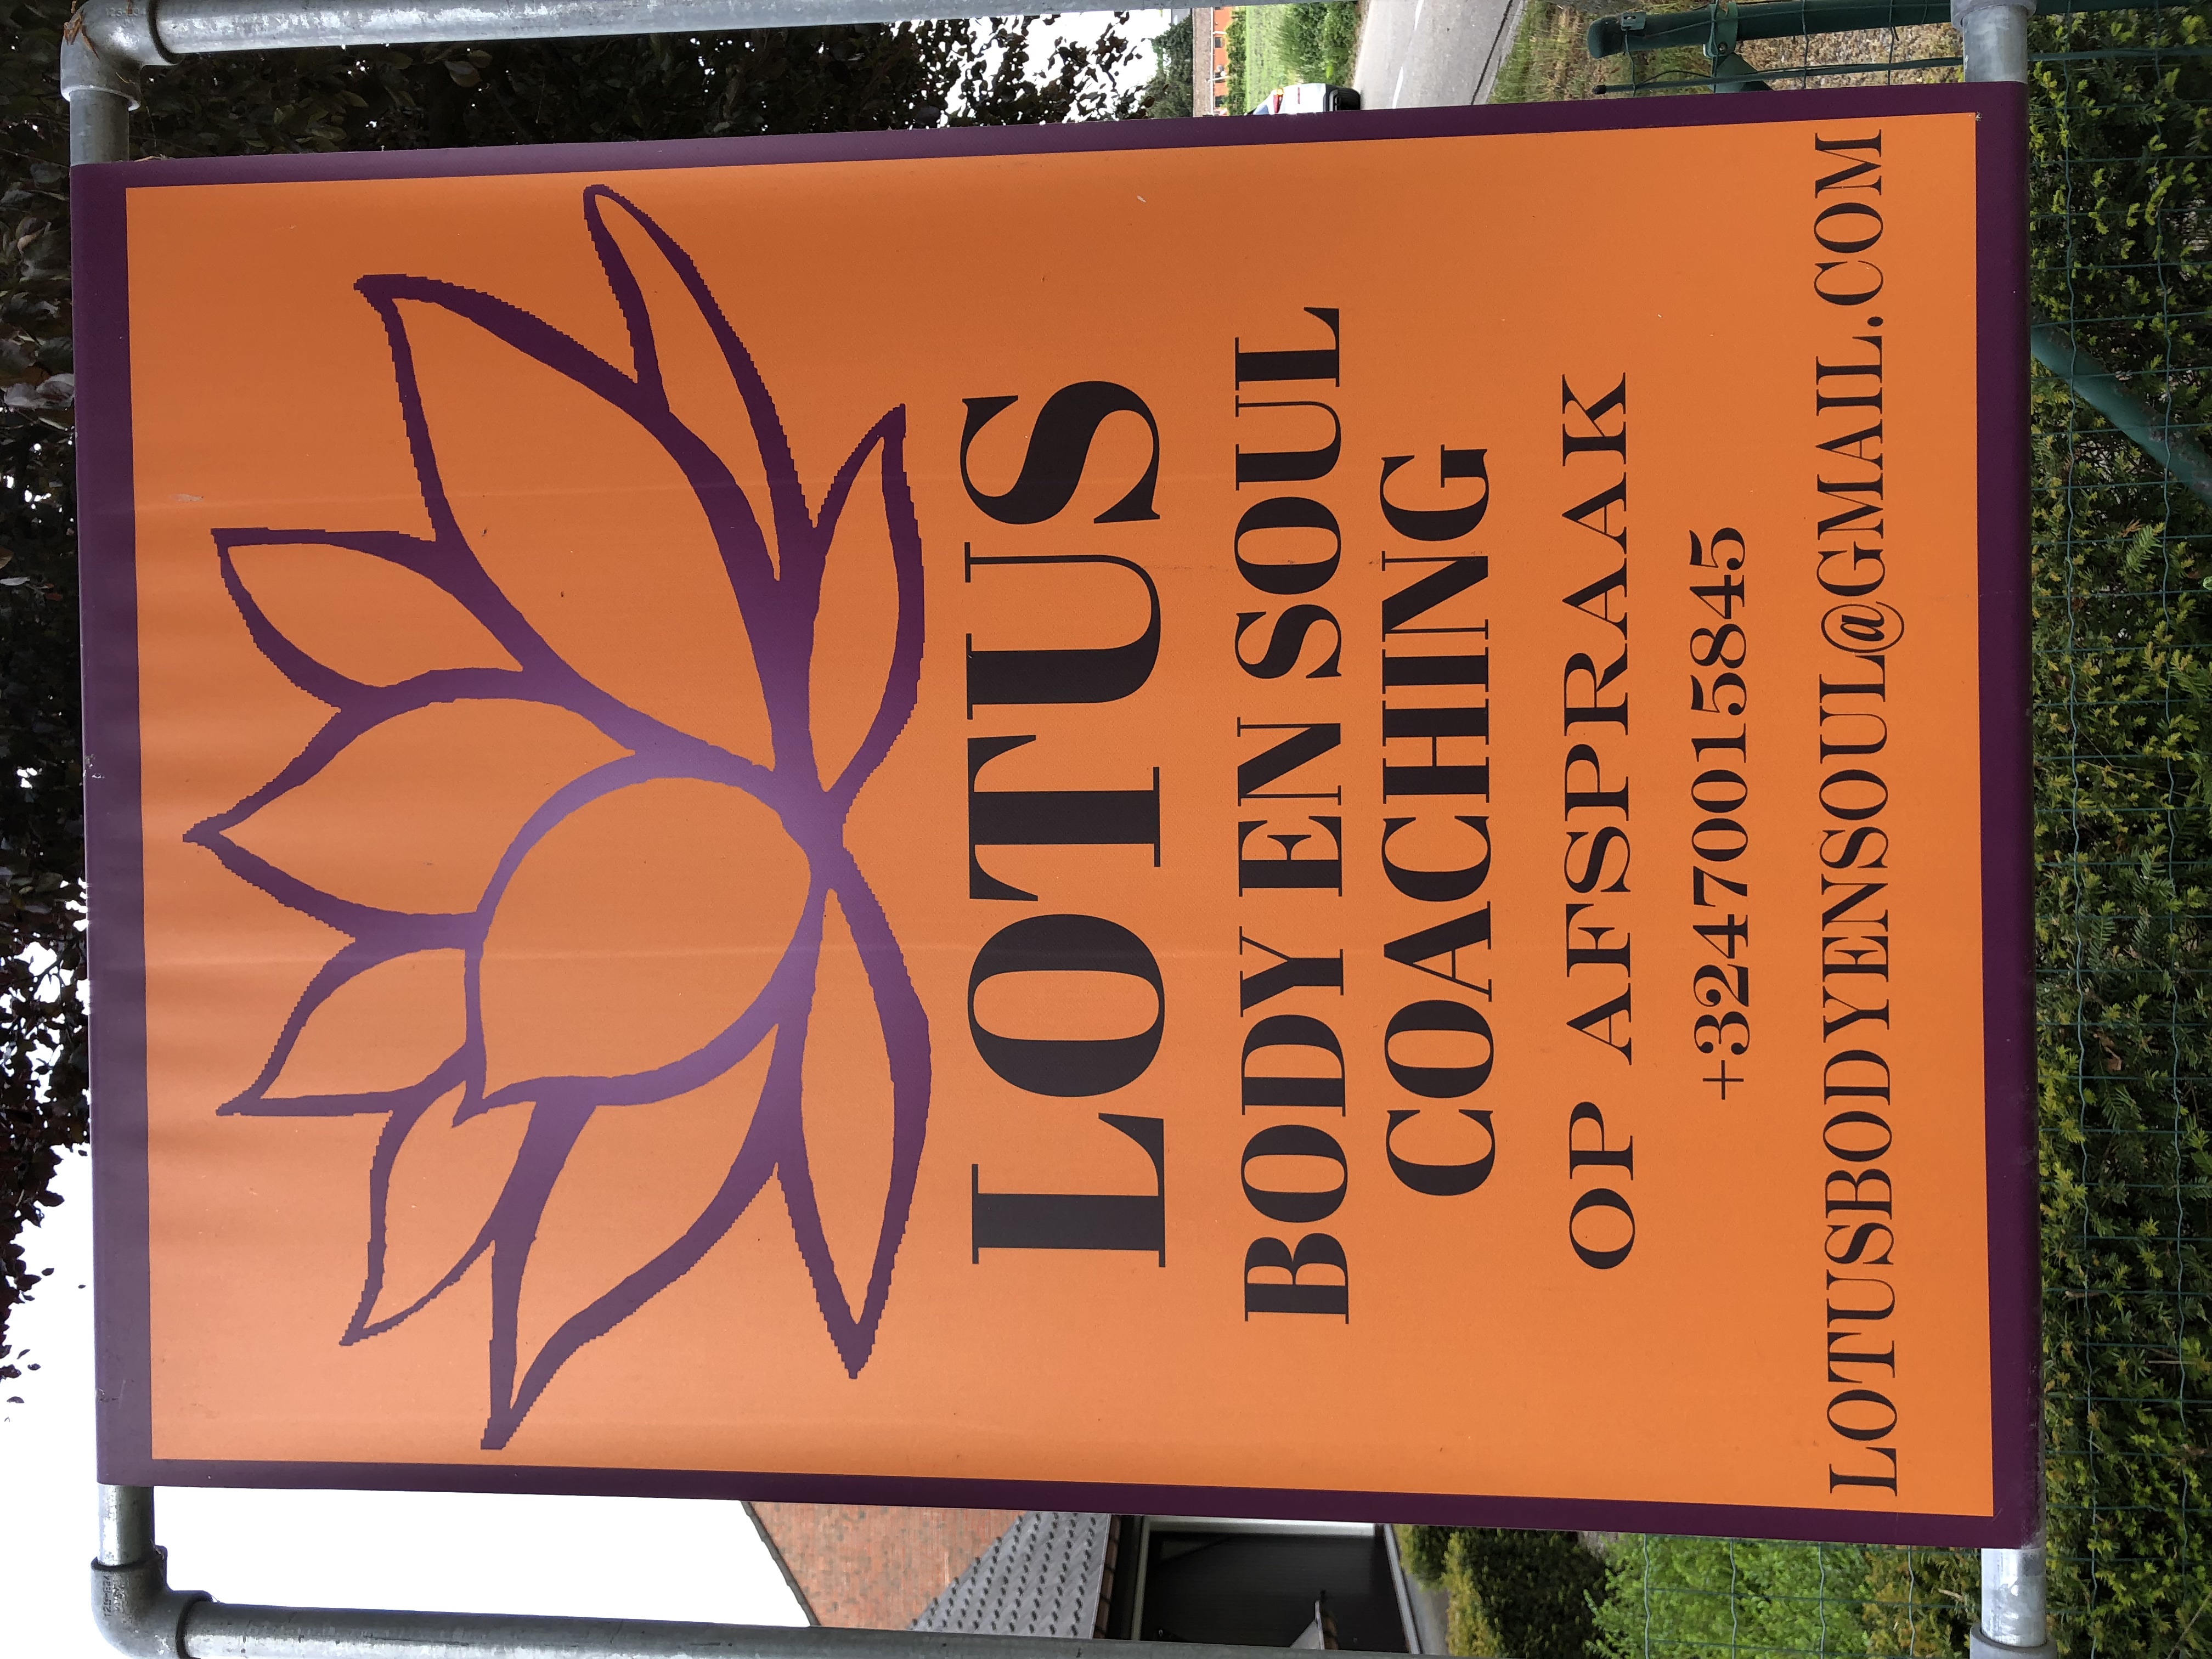 LOTUS
BODY EN SOUL
COACHING
OP AFSPRAAK
+32470015845
LOTUSBODYENSOUL@GMAIL.COM